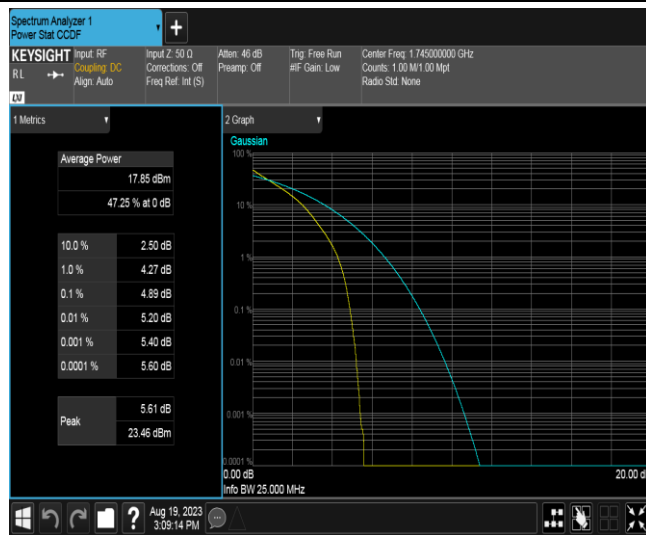 Spectrum Analyzer 1
Power Stat CCDF
+
KEYSIGHT
RL
Input: RF
Coupling: DC
Align: Auto
Input Z: 50 Ω
Corrections: Off
Freq Ref: Int (S)
Atten: 46 dB
Preamp: Off
Trig: Free Run
#IF Gain: Low
Center Freq: 1.745000000 GHz
Counts: 1.00 M/1.00 Mpt
Radio Std: None
LXI
1 Metrics
Average Power
17.85 dBm
47.25 % at 0 dB
10.0 % 2.50 dB
1.0 % 4.27 dB
0.1 % 4.89 dB
0.01 % 5.20 dB
0.001 % 5.40 dB
0.0001 % 5.60 dB
Peak
5.61 dB
23.46 dBm
2 Graph
Gaussian
100 %
10 %
1 %
0.1 %
0.01 %
0.001 %
0.0001 %
0.00 dB
20.00 d
Info BW 25.000 MHz
?
Aug 19, 2023
3:09:14 PM